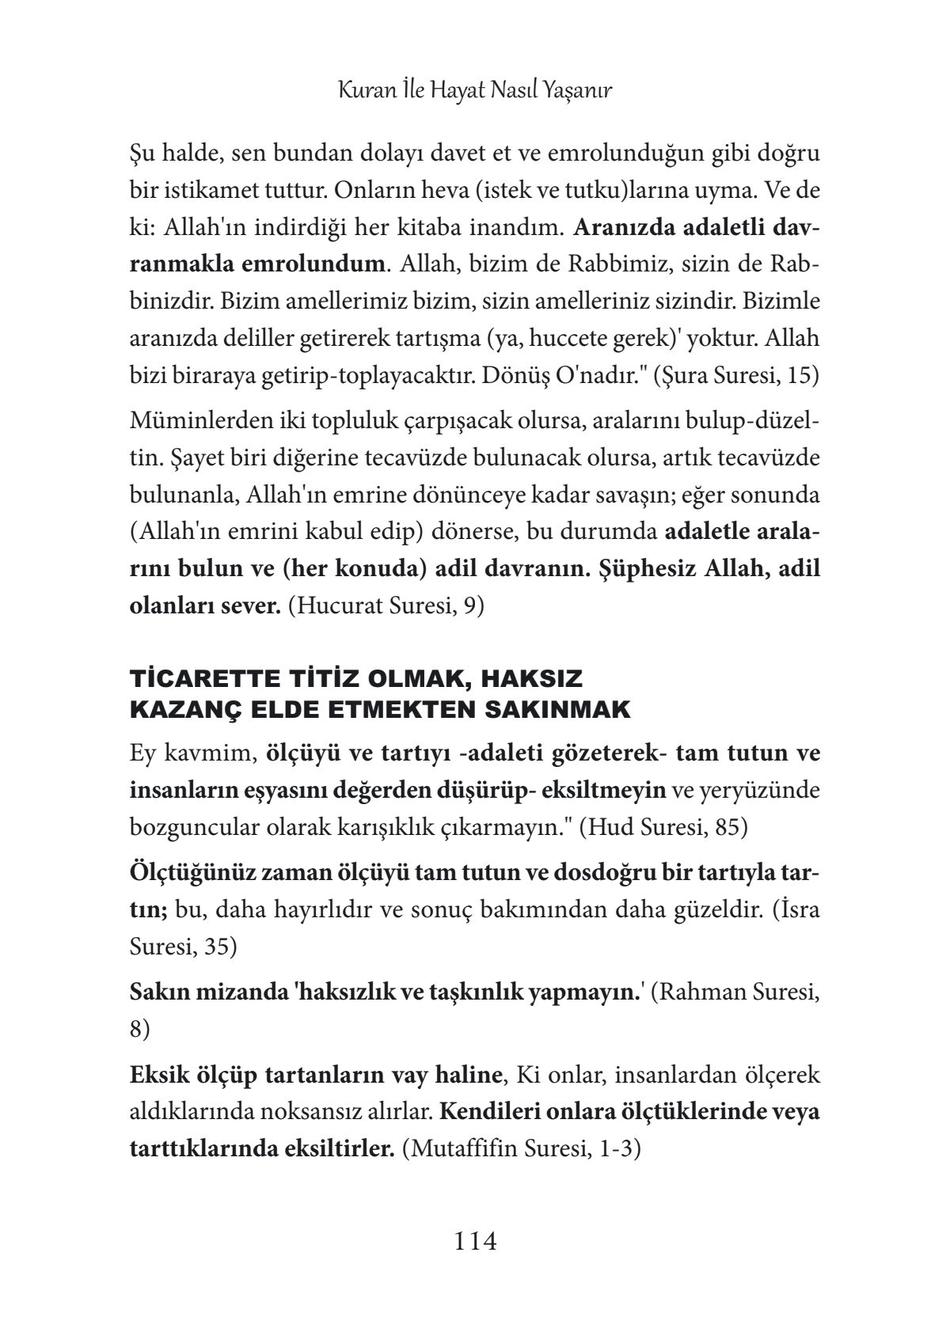 Kuran İle Hayat Nasıl Yaşanır
Şu halde, sen bundan dolayı davet et ve emrolunduğun gibi doğru
bir istikamet tuttur. Onların heva (istek ve tutku)larına uyma. Ve de
ki: Allah'ın indirdiği her kitaba inandım. Aranızda adaletli dav-
ranmakla emrolundum. Allah, bizim de Rabbimiz, sizin de Rab-
binizdir. Bizim amellerimiz bizim, sizin amelleriniz sizindir. Bizimle
aranızda deliller getirerek tartışma (ya, huccete gerek)' yoktur. Allah
bizi biraraya getirip-toplayacaktır. Dönüş O'nadır." (Şura Suresi, 15)
Müminlerden iki topluluk çarpışacak olursa, aralarını bulup-düzel-
tin. Şayet biri diğerine tecavüzde bulunacak olursa, artık tecavüzde
bulunanla, Allah'ın emrine dönünceye kadar savaşın; eğer sonunda
(Allah'ın emrini kabul edip) dönerse, bu durumda adaletle arala-
rını bulun ve (her konuda) adil davranın. Şüphesiz Allah, adil
olanları sever. (Hucurat Suresi, 9)
TİCARETTE TİTİZ OLMAK, HAKSIZ
KAZANÇ ELDE ETMEKTEN SAKINMAK
Ey kavmim, ölçüyü ve tartıyı -adaleti gözeterek- tam tutun ve
insanların eşyasını değerden düşürüp- eksiltmeyin ve yeryüzünde
bozguncular olarak karışıklık çıkarmayın." (Hud Suresi, 85)
Ölçtüğünüz zaman ölçüyü tam tutun ve dosdoğru bir tartıyla tar-
tın; bu, daha hayırlıdır ve sonuç bakımından daha güzeldir. (İsra
Suresi, 35)
Sakın mizanda 'haksızlık ve taşkınlık yapmayın.' (Rahman Suresi,
8)
Eksik ölçüp tartanların vay haline, Ki onlar, insanlardan ölçerek
aldıklarında noksansız alırlar. Kendileri onlara ölçtüklerinde veya
tarttıklarında eksiltirler. (Mutaffifin Suresi, 1-3)
114